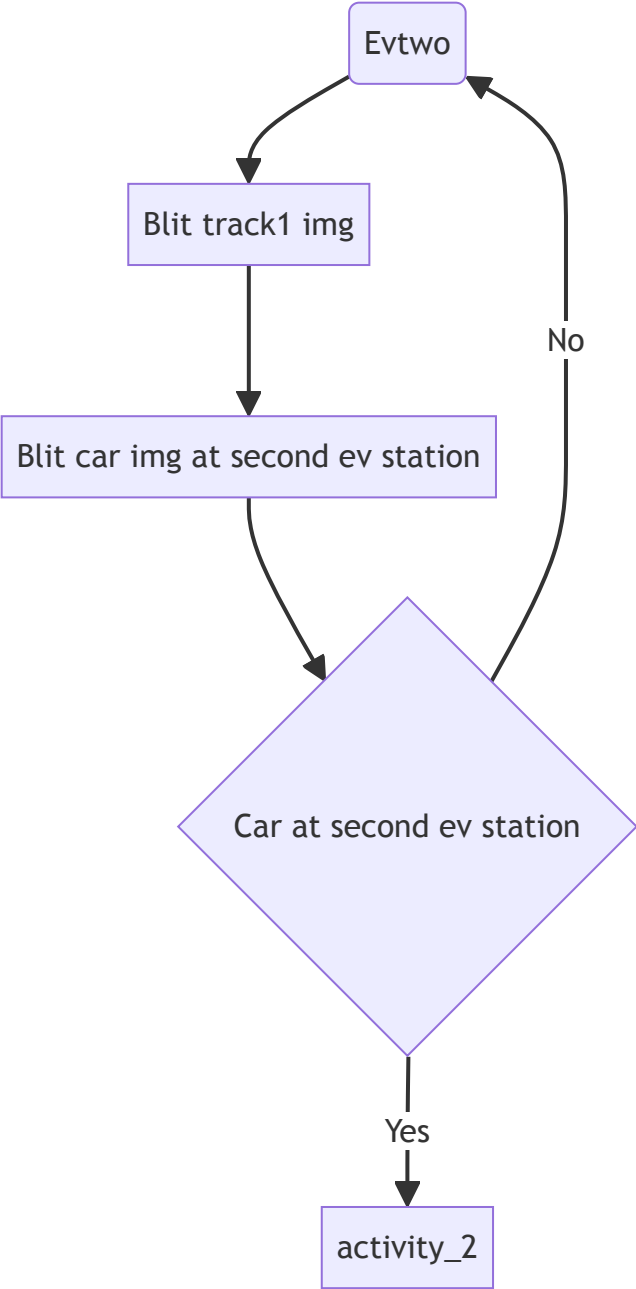 Evtwo
Blit track1 img
No
Blit car img at second ev station
Car at second ev station
Yes
activity_2